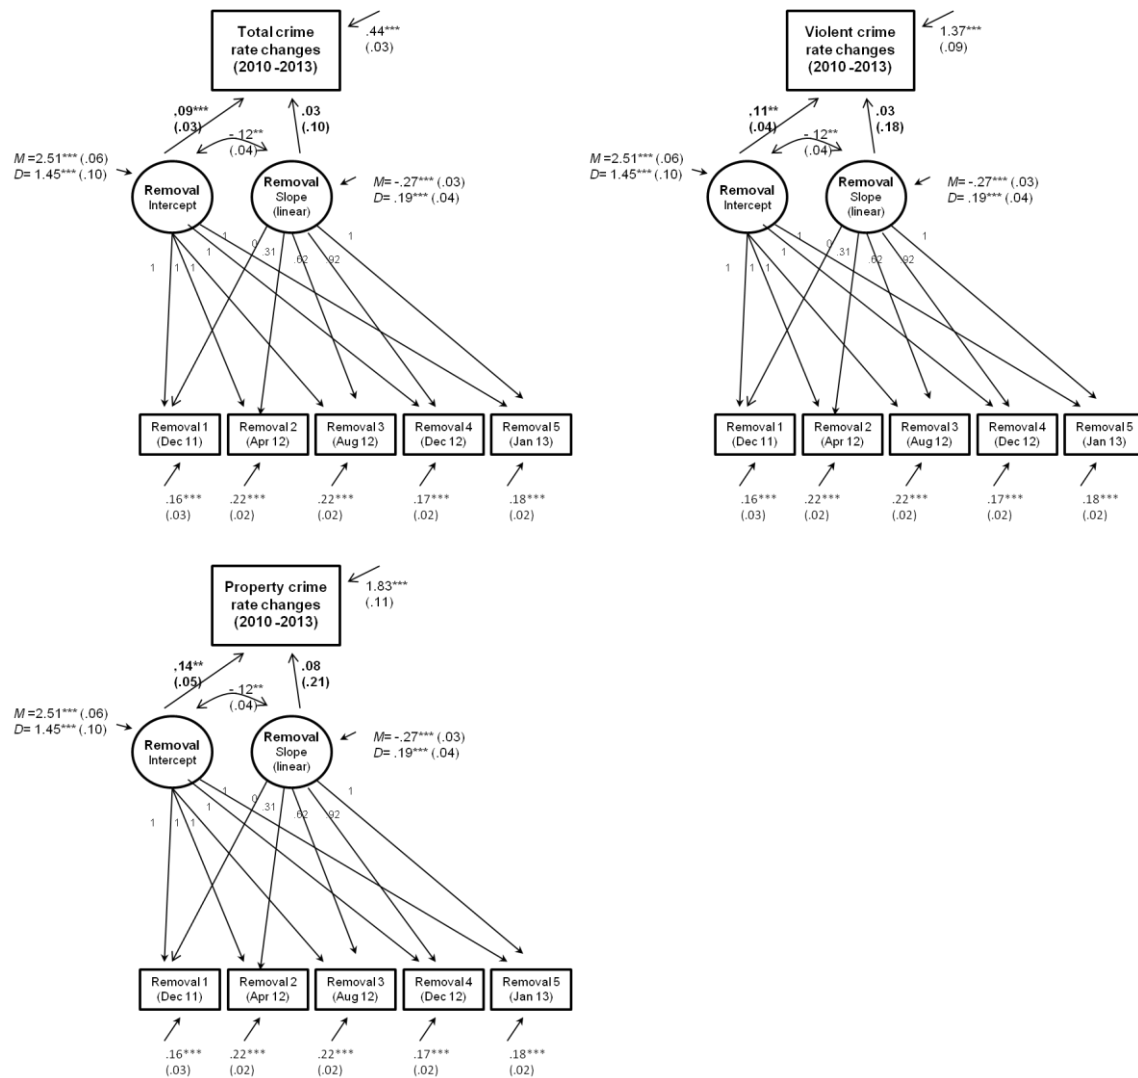 Total crime
rate changes
(2010 -2013)
.44***
(.03)
.09***
(.03)
-.12**
(.04)
.03
(.10)
M =2.51*** (.06)
D= 1.45*** (.10)
Removal
Intercept
Removal
Slope
(linear)
M= -.27*** (.03)
D= .19*** (.04)
1
1
1
1
1
0
.31
.62
.92
1
Removal 1
(Dec 11)
Removal 2
(Apr 12)
Removal 3
(Aug 12)
Removal 4
(Dec 12)
Removal 5
(Jan 13)
.16***
(.03)
.22***
(.02)
.22***
(.02)
.17***
(.02)
.18***
(.02)
Violent crime
rate changes
(2010 -2013)
1.37***
(.09)
.11**
(.04)
-.12**
(.04)
.03
(.18)
M =2.51*** (.06)
D= 1.45*** (.10)
Removal
Intercept
Removal
Slope
(linear)
M= -.27*** (.03)
D= .19*** (.04)
1
1
1
1
1
0
.31
.62
.92
1
Removal 1
(Dec 11)
Removal 2
(Apr 12)
Removal 3
(Aug 12)
Removal 4
(Dec 12)
Removal 5
(Jan 13)
.16***
(.03)
.22***
(.02)
.22***
(.02)
.17***
(.02)
.18***
(.02)
Property crime
rate changes
(2010 -2013)
1.83***
(.11)
.14**
(.05)
-.12**
(.04)
.08
(.21)
M =2.51*** (.06)
D= 1.45*** (.10)
Removal
Intercept
Removal
Slope
(linear)
M= -.27*** (.03)
D= .19*** (.04)
1
1
1
1
1
0
.31
.62
.92
1
Removal 1
(Dec 11)
Removal 2
(Apr 12)
Removal 3
(Aug 12)
Removal 4
(Dec 12)
Removal 5
(Jan 13)
.16***
(.03)
.22***
(.02)
.22***
(.02)
.17***
(.02)
.18***
(.02)